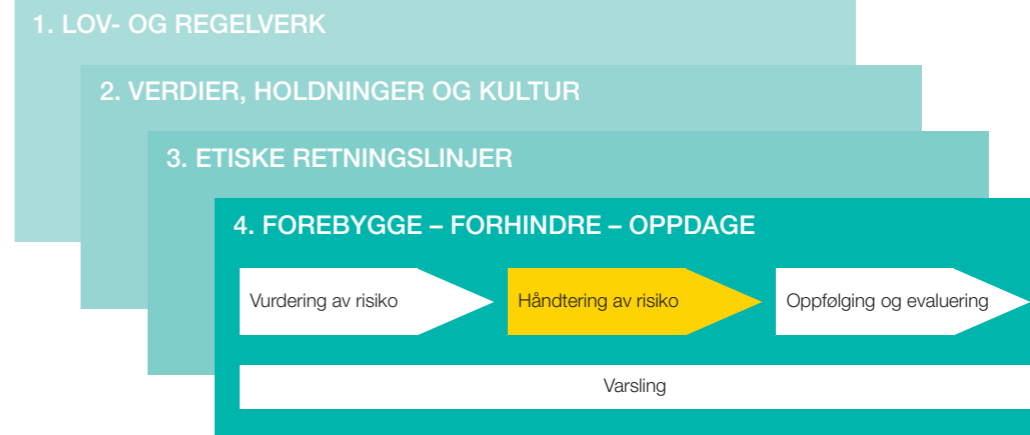 1. LOV- OG REGELVERK
2. VERDIER, HOLDNINGER OG KULTUR
3. ETISKE RETNINGSLINJER
4. FOREBYGGE – FORHINDRE – OPPDAGE
Vurdering av risiko
Håndtering av risiko
Oppfølging og evaluering
Varsling